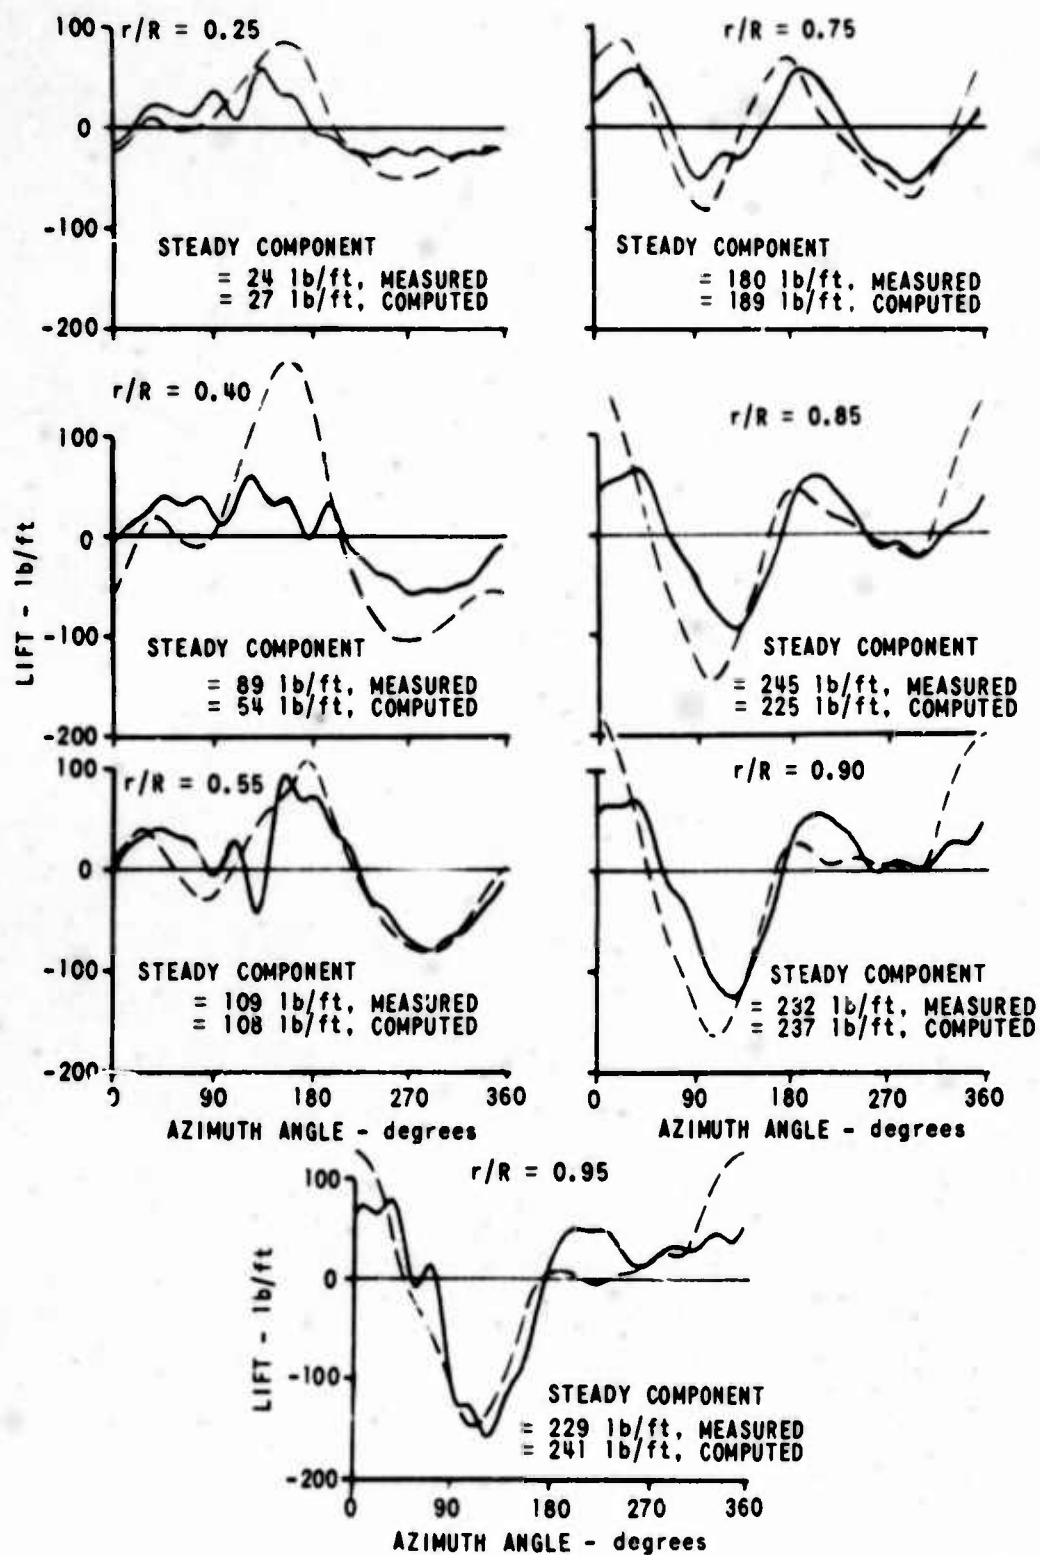 r/R = 0.25
100
0
-100
-200
STEADY COMPONENT
= 24 lb/ft, MEASURED
= 27 lb/ft, COMPUTED
r/R = 0.75
STEADY COMPONENT
= 180 lb/ft, MEASURED
= 189 lb/ft, COMPUTED
r/R = 0.40
100
0
-100
-200
LIFT - lb/ft
STEADY COMPONENT
= 89 lb/ft, MEASURED
= 54 lb/ft, COMPUTED
r/R = 0.85
STEADY COMPONENT
= 245 lb/ft, MEASURED
= 225 lb/ft, COMPUTED
r/R = 0.55
100
0
-100
-200
STEADY COMPONENT
= 109 lb/ft, MEASURED
= 108 lb/ft, COMPUTED
0 90 180 270 360
AZIMUTH ANGLE - degrees
r/R = 0.90
STEADY COMPONENT
= 232 lb/ft, MEASURED
= 237 lb/ft, COMPUTED
0 90 180 270 360
AZIMUTH ANGLE - degrees
r/R = 0.95
100
0
-100
-200
LIFT - lb/ft
STEADY COMPONENT
= 229 lb/ft, MEASURED
= 241 lb/ft, COMPUTED
0 90 180 270 360
AZIMUTH ANGLE - degrees